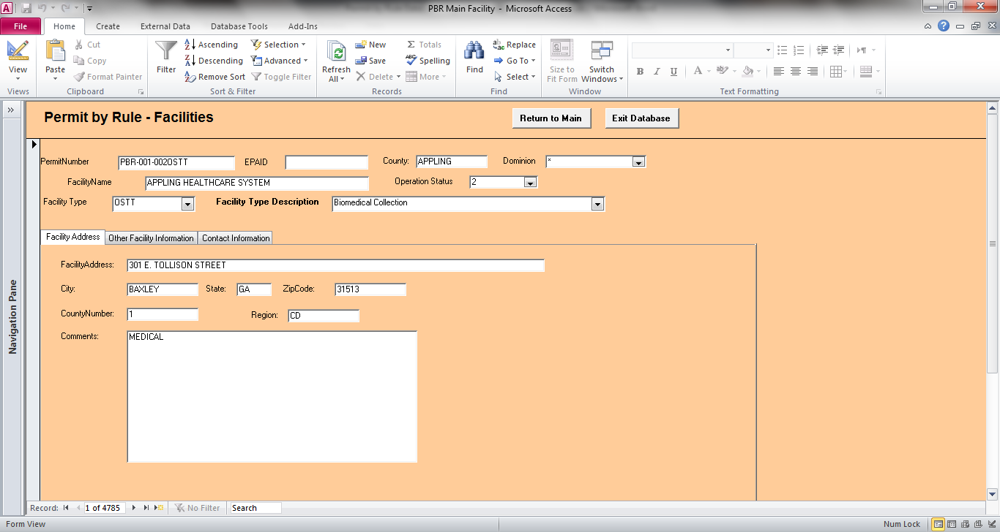 PBR Main Facility - Microsoft Access
File Home Create External Data Database Tools Add-Ins
View
Views
Paste
Cut
Copy
Format Painter
Clipboard
Filter
Ascending
Descending
Remove Sort
Selection
Advanced
Toggle Filter
Sort & Filter
Refresh
All
New
Save
Delete
Totals
Spelling
More
Records
Find
Replace
Go To
Select
Find
Size to
Fit Form
Switch
Windows
Window
B I U
A
Text Formatting
Permit by Rule - Facilities
Return to Main
Exit Database
PermitNumber PBR-001-002OSTT EPAID County: APPLING Dominion *
FacilityName APPLING HEALTHCARE SYSTEM Operation Status 2
Facility Type OSTT Facility Type Description Biomedical Collection
Facility Address Other Facility Information Contact Information
FacilityAddress: 301 E. TOLLISON STREET
City: BAXLEY State: GA ZipCode: 31513
CountyNumber: 1 Region: CD
Comments: MEDICAL
Navigation Pane
Record: 1 of 4785 No Filter Search
Form View Num Lock